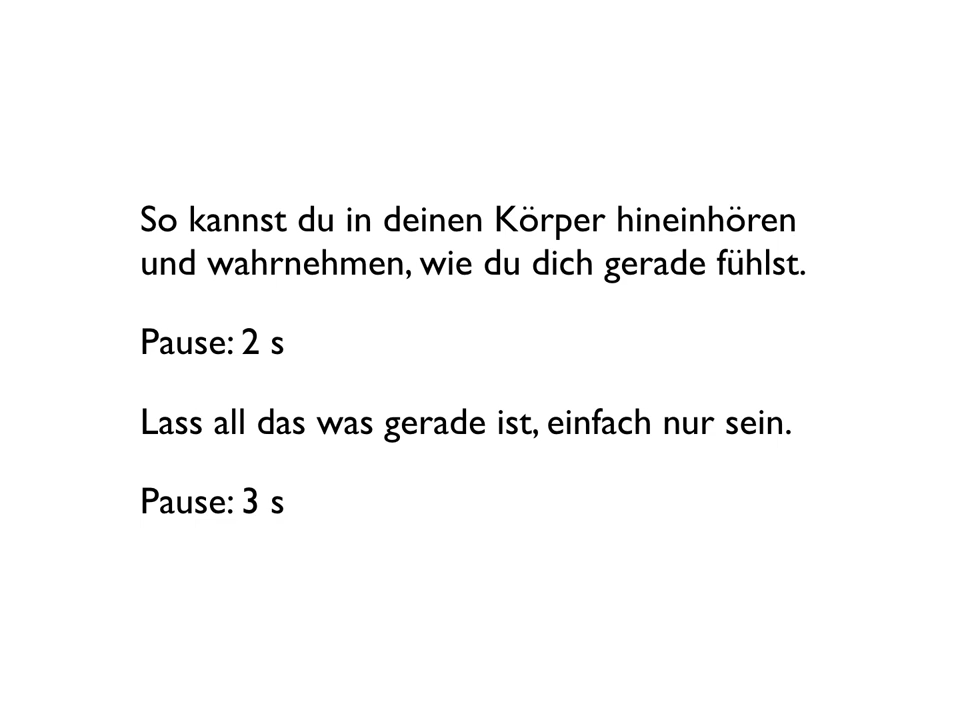 So kannst du in deinen Körper hineinhören
und wahrnehmen, wie du dich gerade fühlst.
Pause: 2 s
Lass all das was gerade ist, einfach nur sein.
Pause: 3 s